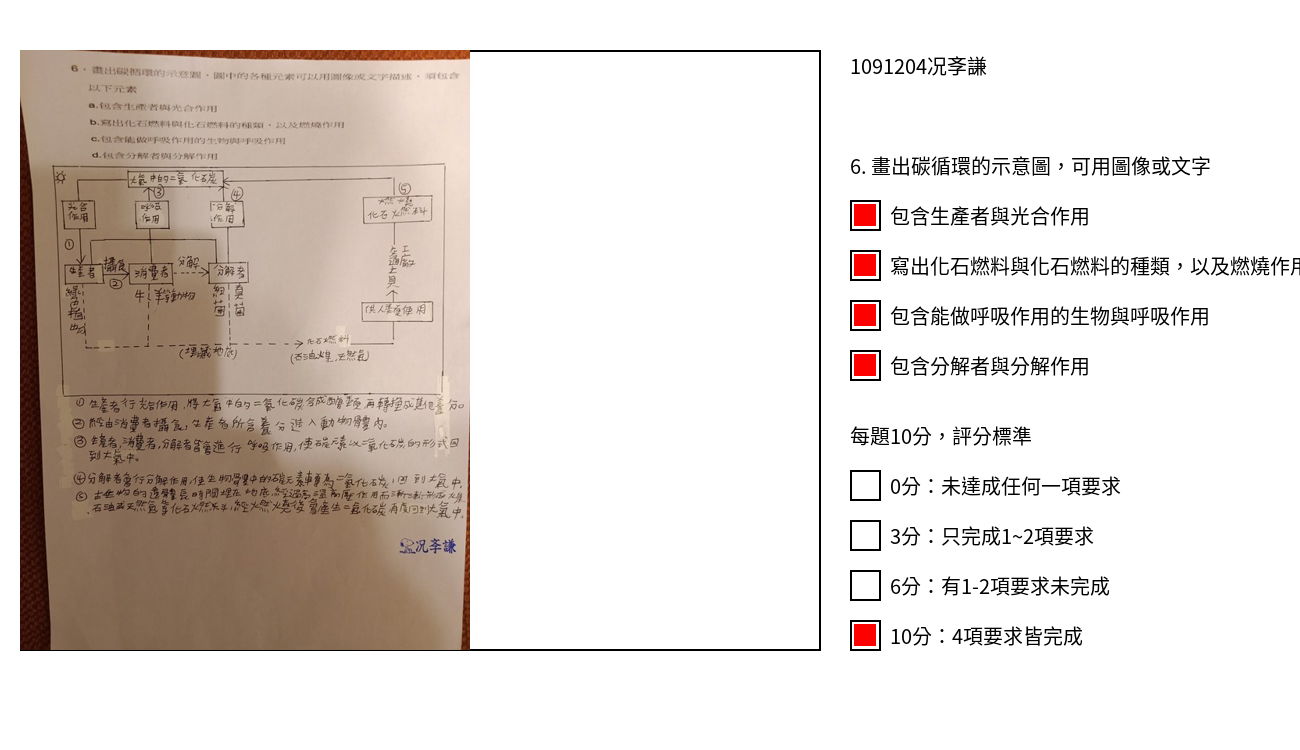 6．畫出碳循環的示意圖，圖中的各種元素可以用圖像或文字描述，須包含
以下元素
a.包含生產者與光合作用
b.寫出化石燃料與化石燃料的種類，以及燃燒作用
c.包含能做呼吸作用的生物與呼吸作用
d.包含分解者與分解作用
大氣中的二氧化碳
光合作用
③
呼吸作用
④
分解作用
⑤
燃燒
化石燃料
①
生產者
攝食
②
消費者
分解
分解者
工廠
交通工具
綠色植物
牛、羊等動物
細菌
真菌
供人類使用
化石燃料
(埋藏地底)
(石油,煤,天然氣)
①生產者行光合作用,將大氣中的二氧化碳合成醣類,再轉換成其他養分。
②經由消費者攝食,生產者所含養分進入動物體內。
③生產者,消費者,分解者皆會進行呼吸作用,使碳元素以二氧化碳的形式回
到大氣中。
④分解者會行分解作用,使生物體中的碳元素轉為二氧化碳,回到大氣中.
⑤古生物的遺體長時間埋在地底,經過高溫高壓作用而漸漸形成煤.
石油及天然氣等化石燃料,經燃燒後會產生二氧化碳再度回到大氣中.
况李謙
1091204况李謙
6. 畫出碳循環的示意圖，可用圖像或文字
包含生產者與光合作用
寫出化石燃料與化石燃料的種類，以及燃燒作用
包含能做呼吸作用的生物與呼吸作用
包含分解者與分解作用
每題10分，評分標準
0分：未達成任何一項要求
3分：只完成1~2項要求
6分：有1-2項要求未完成
10分：4項要求皆完成